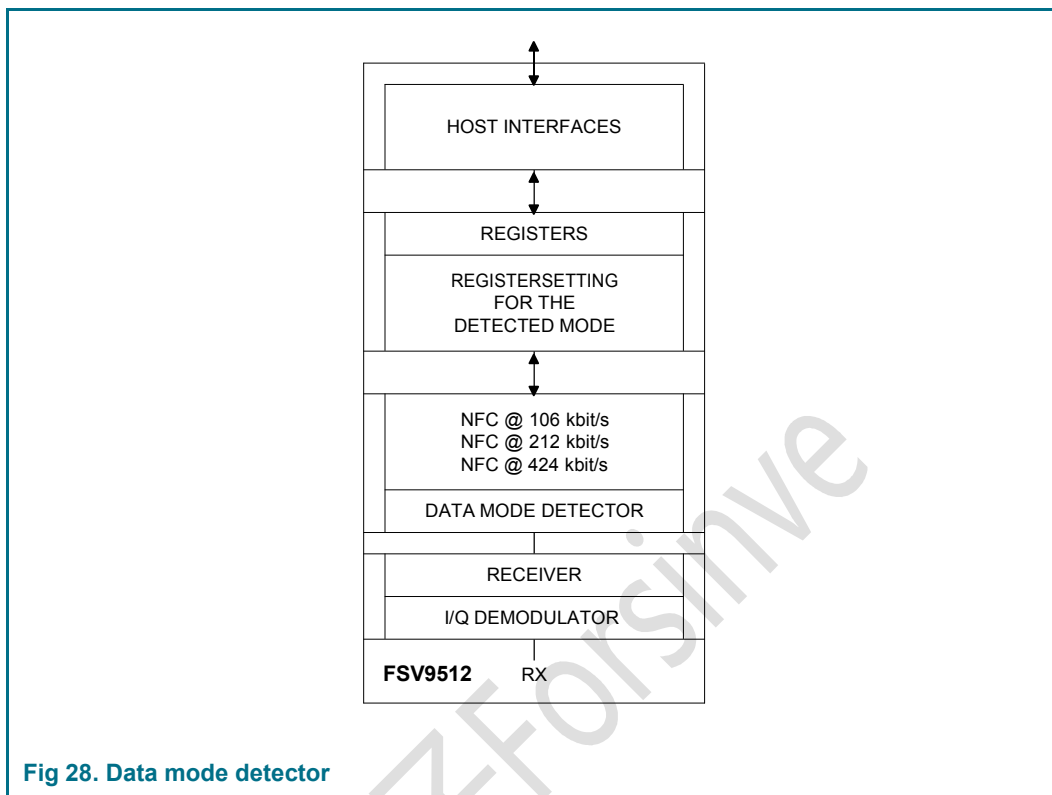 HOST INTERFACES
REGISTERS
REGISTERSETTING
FOR THE
DETECTED MODE
NFC @ 106 kbit/s
NFC @ 212 kbit/s
NFC @ 424 kbit/s
DATA MODE DETECTOR
RECEIVER
I/Q DEMODULATOR
FSV9512 RX
Z-Forsinve
Fig 28. Data mode detector